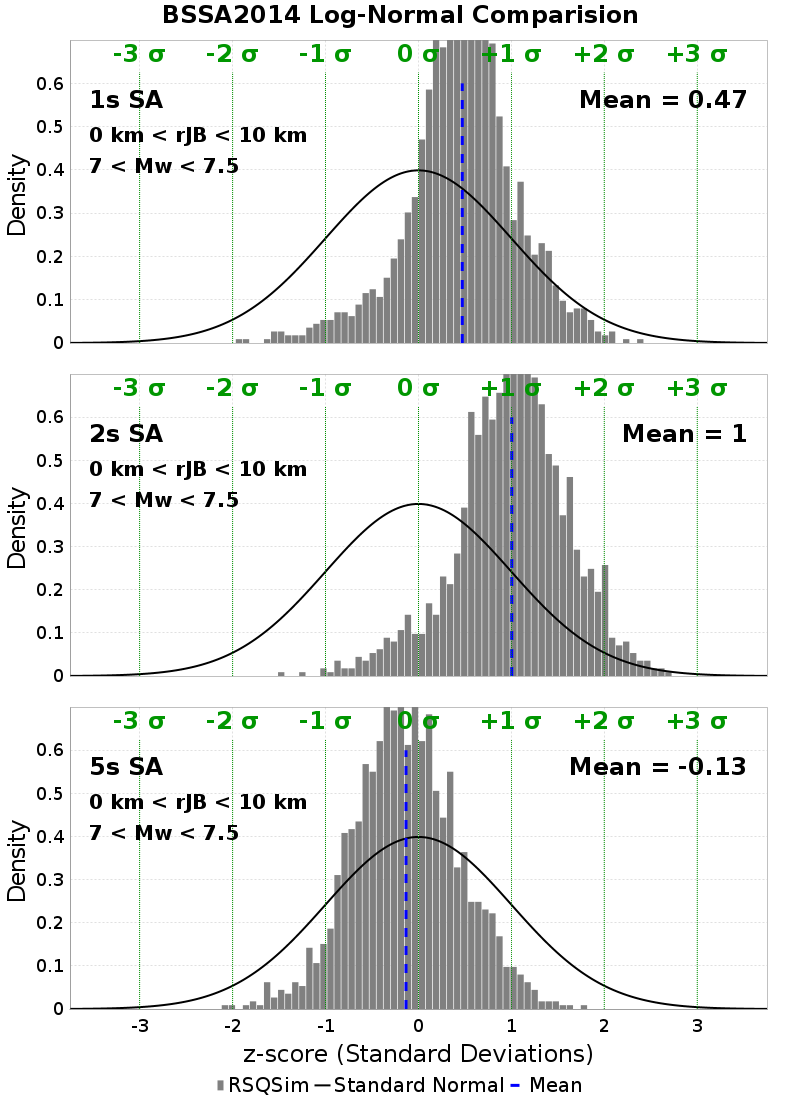 BSSA2014 Log-Normal Comparision
-3 σ -2 σ -1 σ 0 σ +1 σ +2 σ +3 σ
0.6
1s SA Mean = 0.47
0.5
0 km < rJB < 10 km
7 < Mw < 7.5
0.4
0.3
0.2
0.1
0
Density
-3 σ -2 σ -1 σ 0 σ +1 σ +2 σ +3 σ
0.6
2s SA Mean = 1
0.5
0 km < rJB < 10 km
7 < Mw < 7.5
0.4
0.3
0.2
0.1
0
Density
-3 σ -2 σ -1 σ 0 σ +1 σ +2 σ +3 σ
0.6
5s SA Mean = -0.13
0.5
0 km < rJB < 10 km
7 < Mw < 7.5
0.4
0.3
0.2
0.1
0
Density
-3 -2 -1 0 1 2 3
z-score (Standard Deviations)
RSQSim Standard Normal Mean